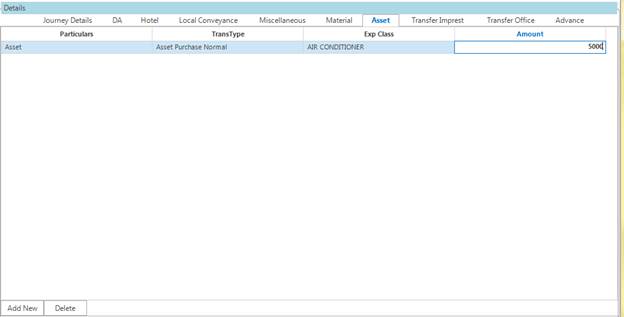 Details
Journey Details DA Hotel Local Conveyance Miscellaneous Material Asset Transfer Imprest Transfer Office Advance
Particulars TransType Exp Class Amount
Asset Asset Purchase Normal AIR CONDITIONER 5000
Add New Delete